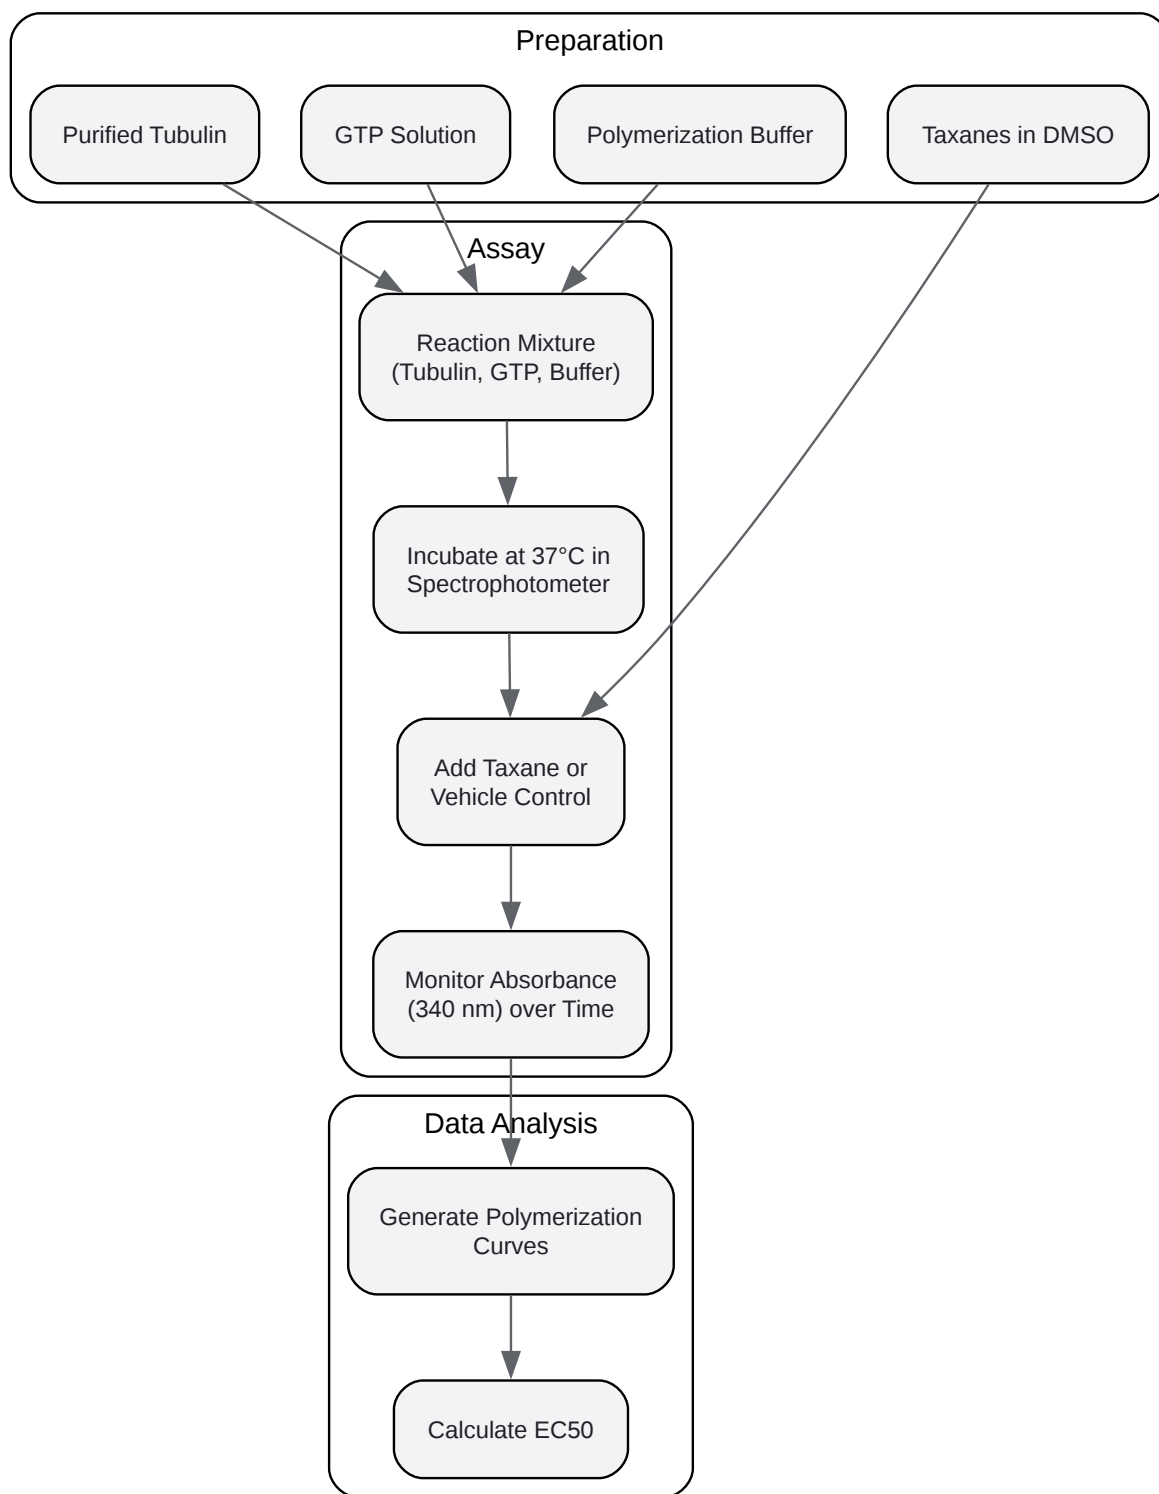 Preparation
Purified Tubulin
GTP Solution
Polymerization Buffer
Taxanes in DMSO
Assay
Reaction Mixture
(Tubulin, GTP, Buffer)
Incubate at 37°C in
Spectrophotometer
Add Taxane or
Vehicle Control
Monitor Absorbance
(340 nm) over Time
Data Analysis
Generate Polymerization
Curves
Calculate EC50